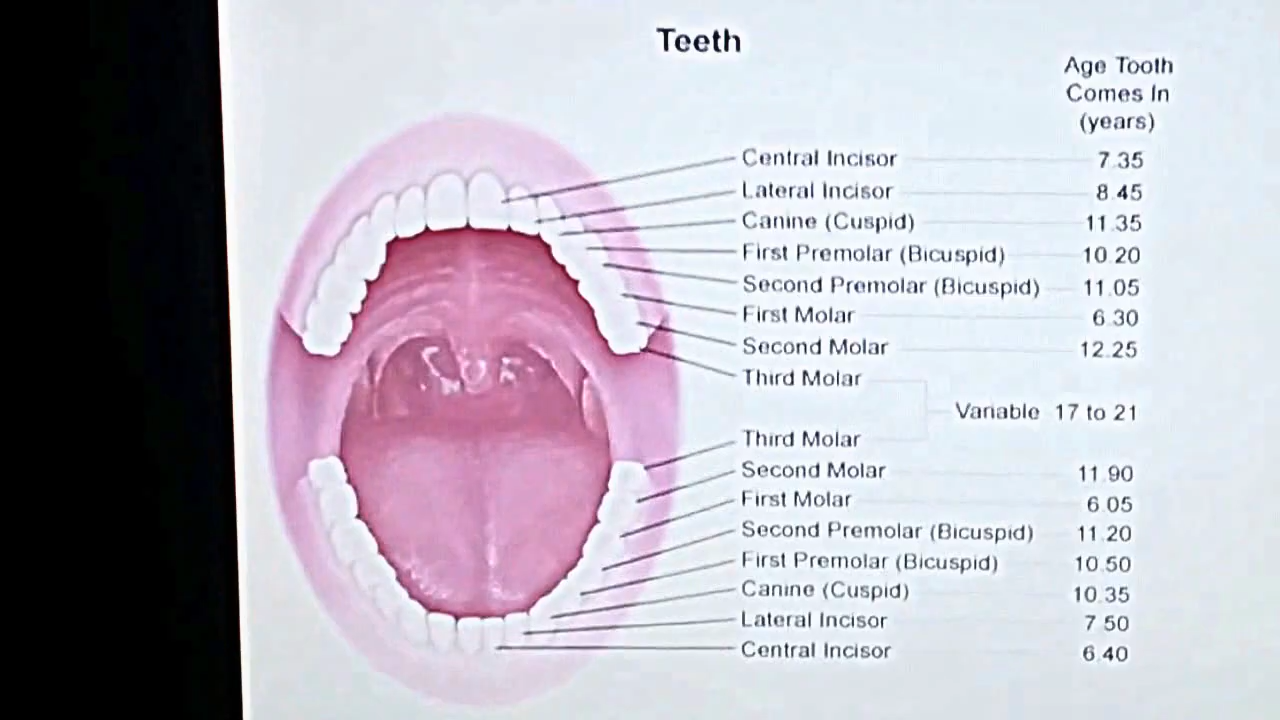 Teeth
Age Tooth
Comes In
(years)
Central Incisor 7.35
Lateral Incisor 8.45
Canine (Cuspid) 11.35
First Premolar (Bicuspid) 10.20
Second Premolar (Bicuspid) 11.05
First Molar 6.30
Second Molar 12.25
Third Molar
Variable 17 to 21
Third Molar
Second Molar 11.90
First Molar 6.05
Second Premolar (Bicuspid) 11.20
First Premolar (Bicuspid) 10.50
Canine (Cuspid) 10.35
Lateral Incisor 7.50
Central Incisor 6.40